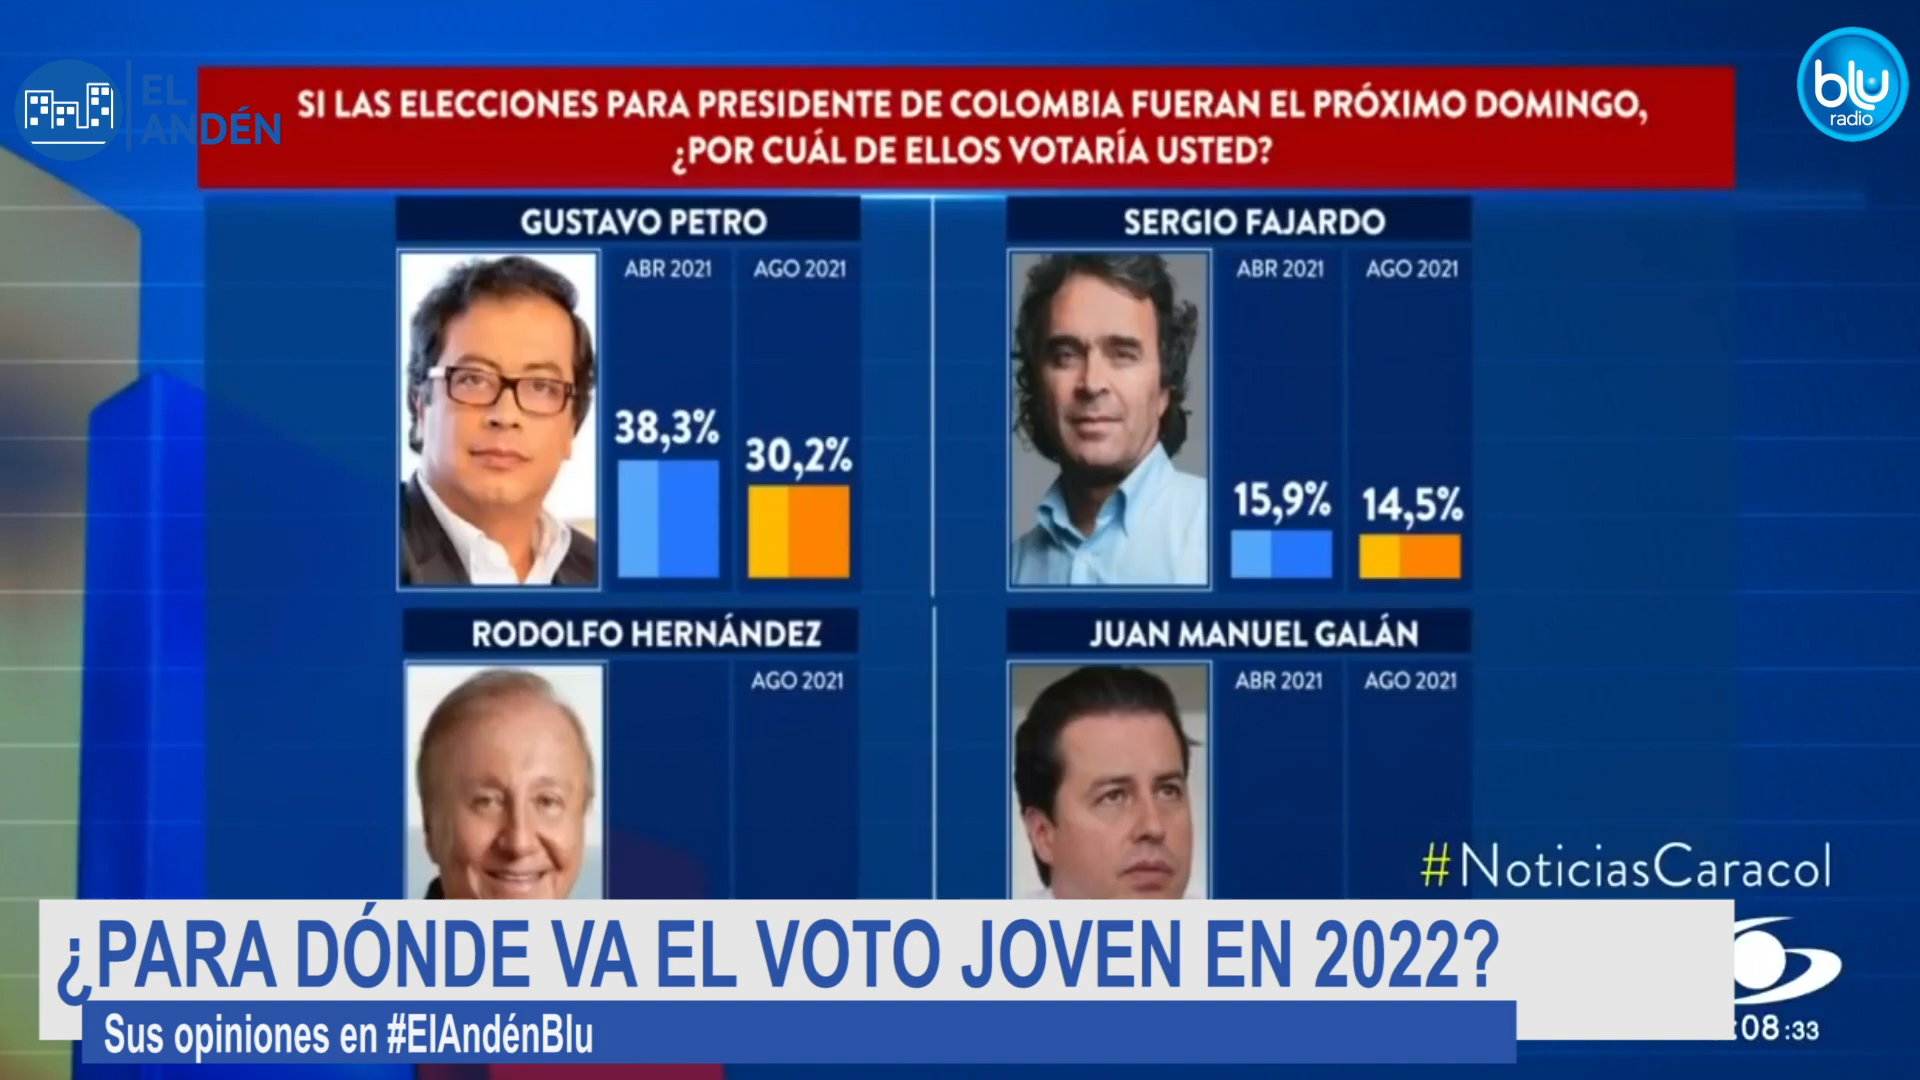 EL
ANDÉN
SI LAS ELECCIONES PARA PRESIDENTE DE COLOMBIA FUERAN EL PRÓXIMO DOMINGO,
¿POR CUÁL DE ELLOS VOTARÍA USTED?
blu
radio
GUSTAVO PETRO
ABR 2021
AGO 2021
38,3%
30,2%
SERGIO FAJARDO
ABR 2021
AGO 2021
15,9%
14,5%
RODOLFO HERNÁNDEZ
AGO 2021
JUAN MANUEL GALÁN
ABR 2021
AGO 2021
#NoticiasCaracol
¿PARA DÓNDE VA EL VOTO JOVEN EN 2022?
Sus opiniones en #ElAndénBlu
:08:33